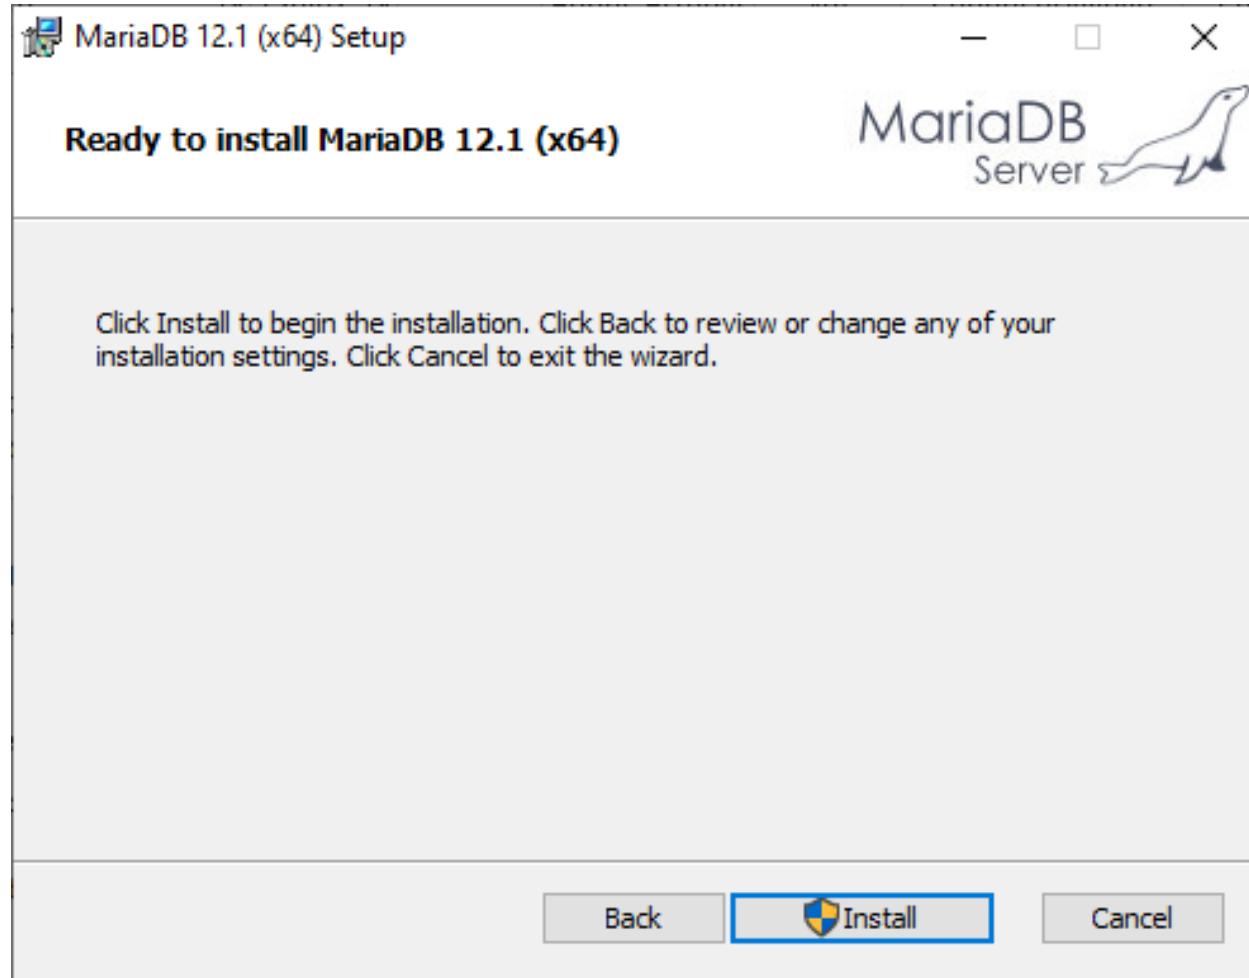 MariaDB 12.1 (x64) Setup
Ready to install MariaDB 12.1 (x64)
MariaDB
Server
Click Install to begin the installation. Click Back to review or change any of your
installation settings. Click Cancel to exit the wizard.
Back
Install
Cancel